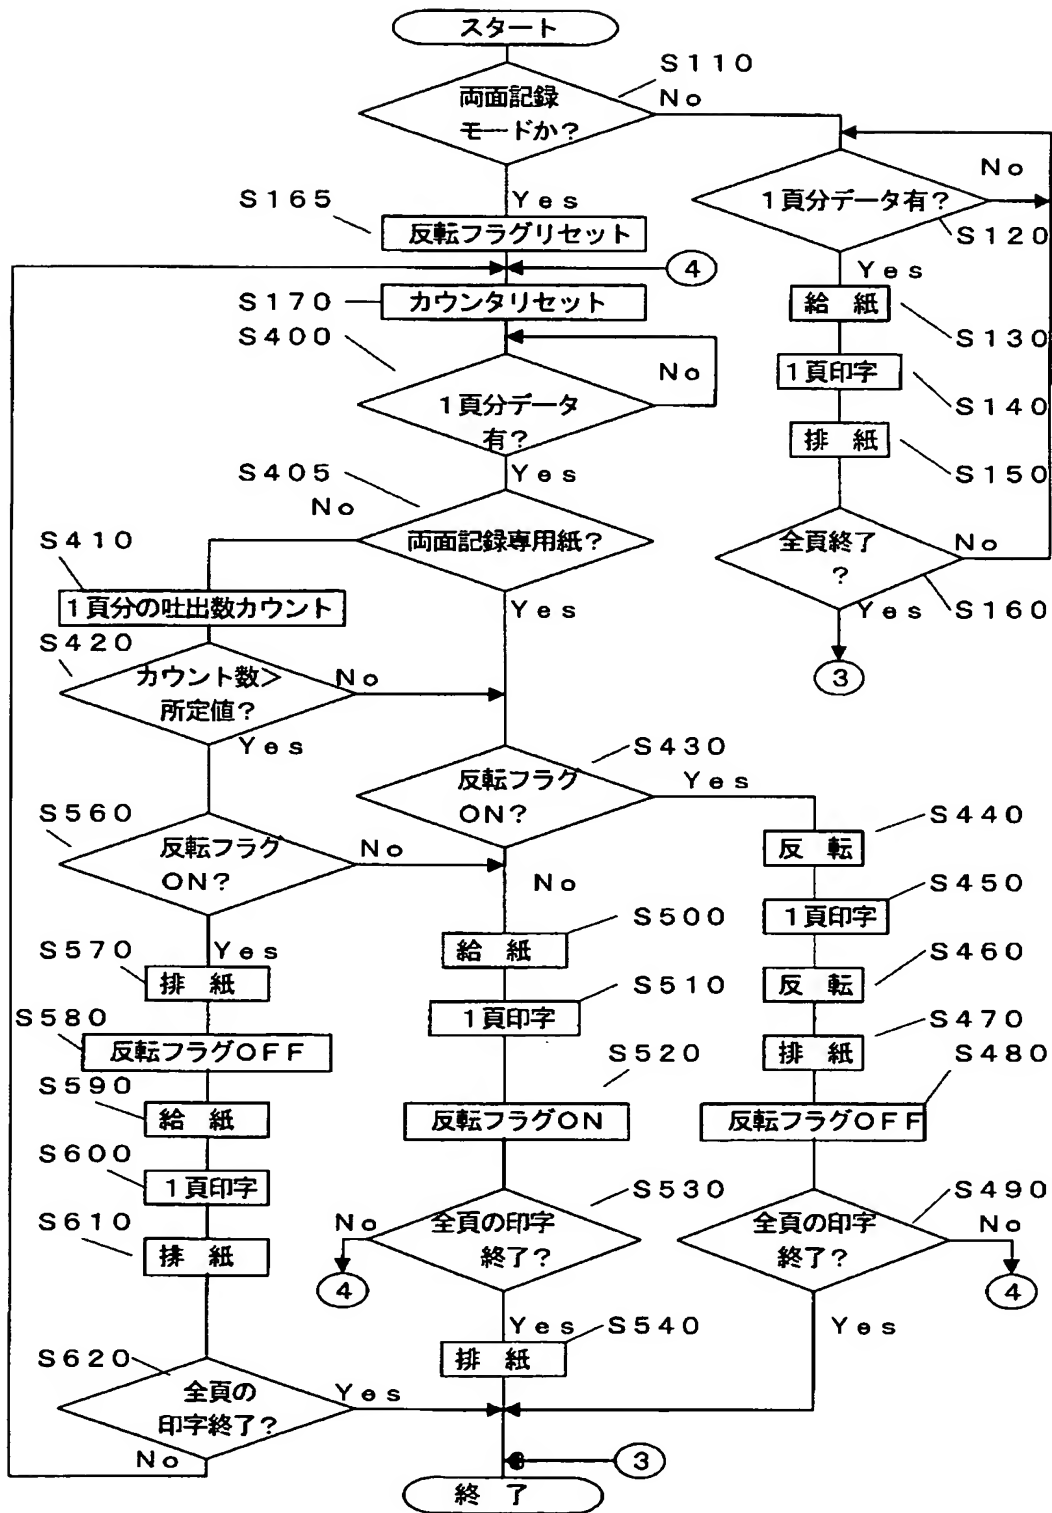 スタート
S110
両面記録
モードか?
No
Yes
S165
反転フラグリセット
④
S170
カウンタリセット
S400
1頁分データ
有?
No
Yes
S405
No
両面記録専用紙?
Yes
S410
1頁分の吐出数カウント
S420
カウント数>
所定値?
No
Yes
S430
反転フラグ
ON?
Yes
No
S560
反転フラグ
ON?
No
Yes
S570
排 紙
S580
反転フラグOFF
S590
給 紙
S600
1頁印字
S610
排 紙
S620
全頁の
印字終了?
Yes
No
S500
給 紙
S510
1頁印字
S520
反転フラグON
S530
全頁の印字
終了?
No
④
Yes
S540
排 紙
③
終 了
S440
反 転
S450
1頁印字
S460
反 転
S470
排 紙
S480
反転フラグOFF
S490
全頁の印字
終了?
No
④
Yes
No
1頁分データ有?
S120
Yes
給 紙
S130
1頁印字
S140
排 紙
S150
全頁終了
?
No
S160
Yes
③